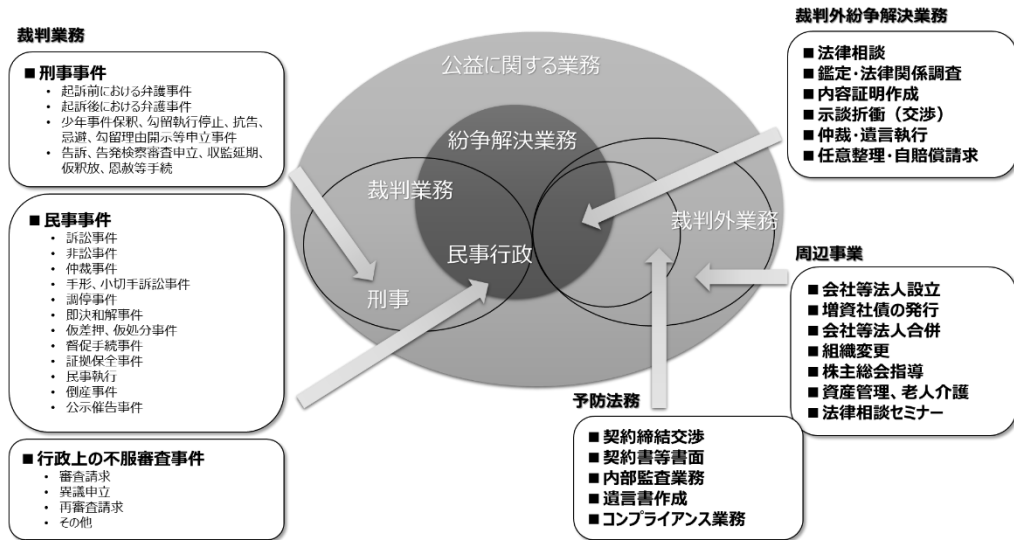 裁判業務
■ 刑事事件
• 起訴前における弁護事件
• 起訴後における弁護事件
• 少年事件保釈、勾留執行停止、抗告、
忌避、勾留理由開示等申立事件
• 告訴、告発検察審査申立、収監延期、
仮釈放、恩赦等手続
■ 民事事件
• 訴訟事件
• 非訟事件
• 仲裁事件
• 手形、小切手訴訟事件
• 調停事件
• 即決和解事件
• 仮差押、仮処分事件
• 督促手続事件
• 証拠保全事件
• 民事執行
• 倒産事件
• 公示催告事件
■ 行政上の不服審査事件
• 審査請求
• 異議申立
• 再審査請求
• その他
公益に関する業務
紛争解決業務
裁判業務
裁判外業務
民事行政
刑事
裁判外紛争解決業務
■ 法律相談
■ 鑑定・法律関係調査
■ 内容証明作成
■ 示談折衝（交渉）
■ 仲裁・遺言執行
■ 任意整理・自賠償請求
周辺事業
■ 会社等法人設立
■ 増資社債の発行
■ 会社等法人合併
■ 組織変更
■ 株主総会指導
■ 資産管理、老人介護
■ 法律相談セミナー
予防法務
■ 契約締結交渉
■ 契約書等書面
■ 内部監査業務
■ 遺言書作成
■ コンプライアンス業務